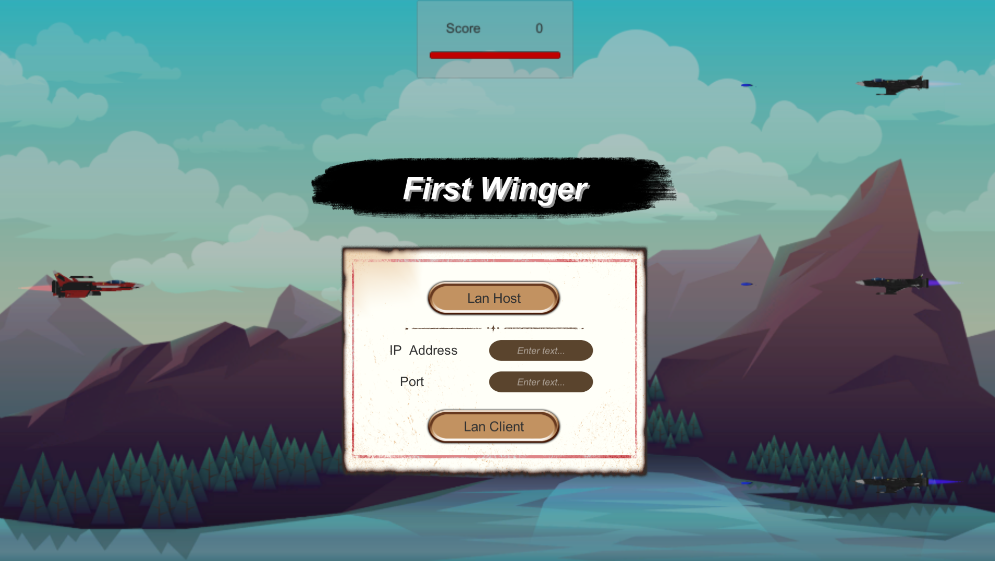 Score 0
First Winger
Lan Host
IP Address Enter text...
Port Enter text...
Lan Client